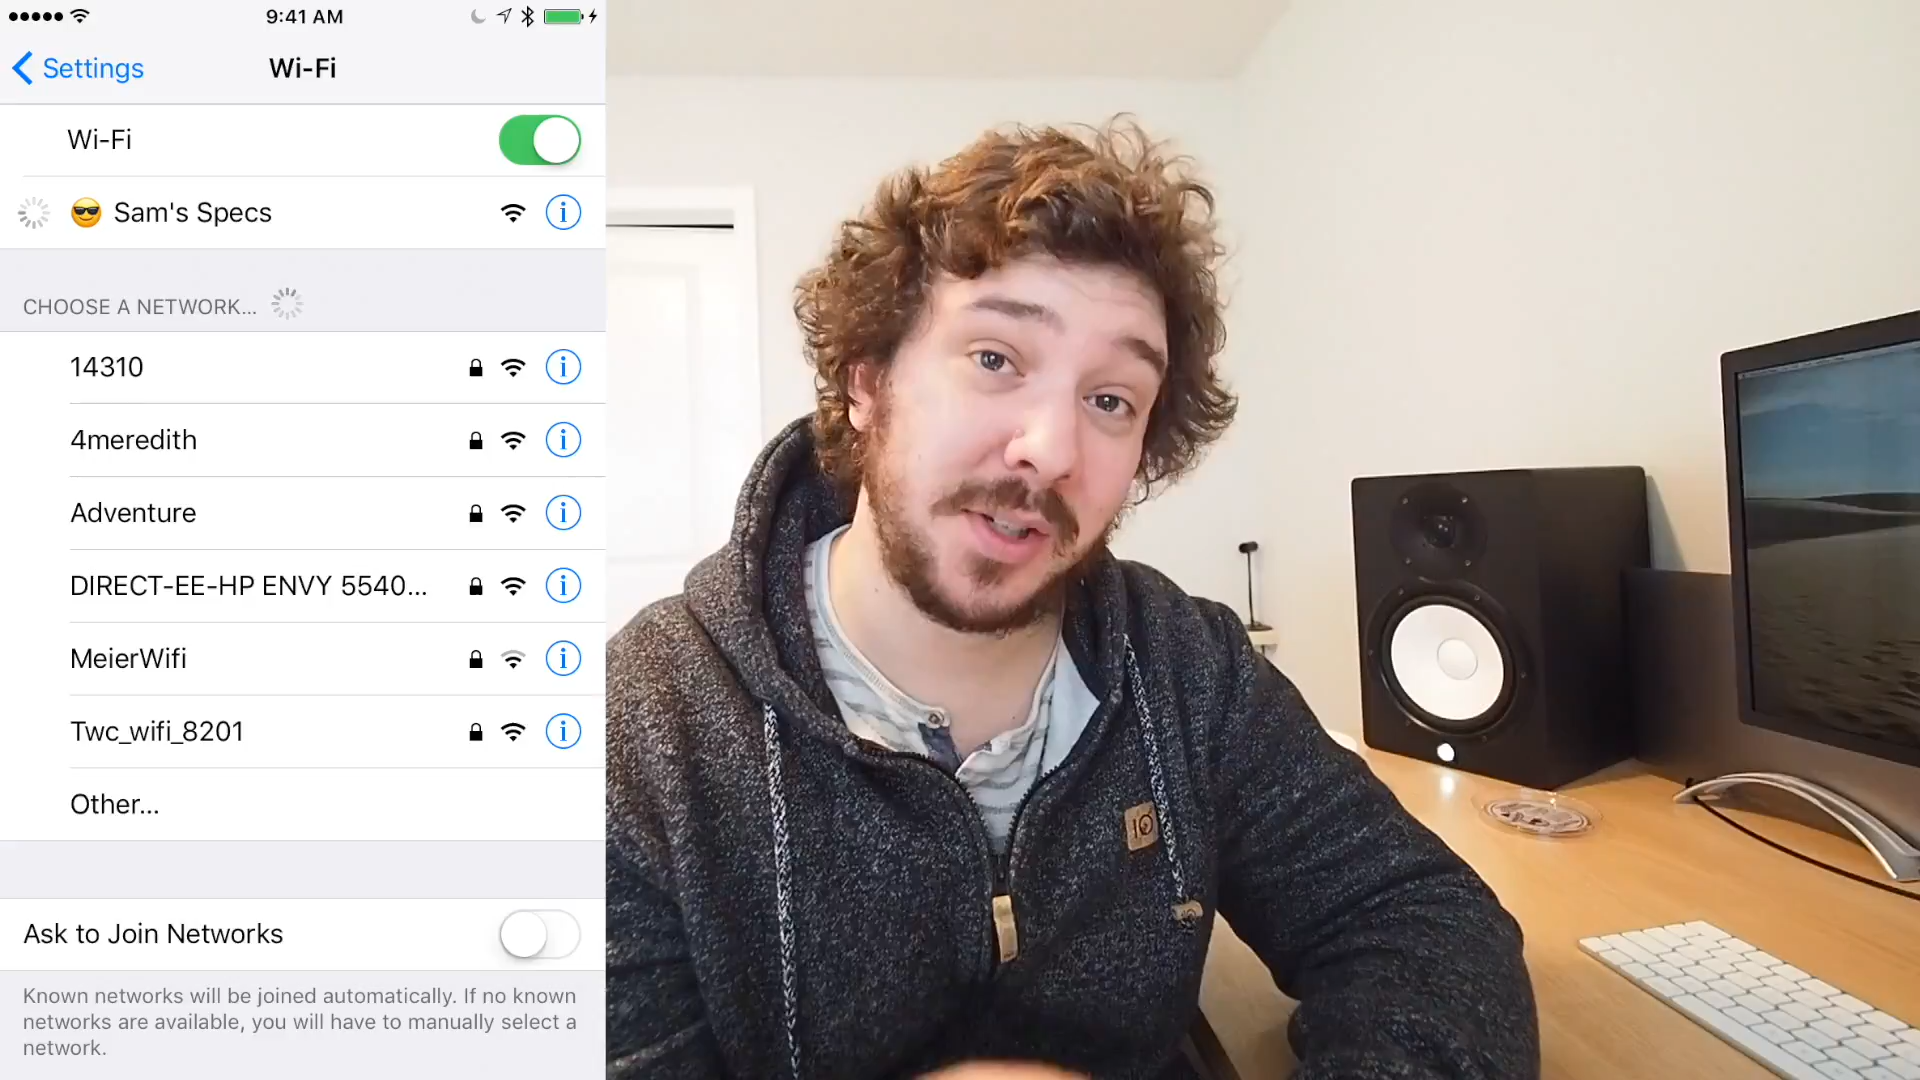 9:41 AM
Settings
Wi-Fi
Wi-Fi
😎 Sam's Specs
CHOOSE A NETWORK...
14310
4meredith
Adventure
DIRECT-EE-HP ENVY 5540...
MeierWifi
Twc_wifi_8201
Other...
Ask to Join Networks
Known networks will be joined automatically. If no known
networks are available, you will have to manually select a
network.
10